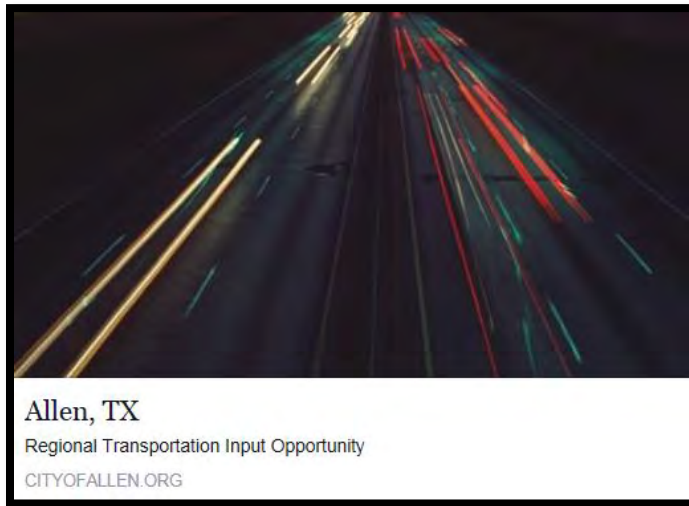 Allen, TX
Regional Transportation Input Opportunity
CITYOFALLEN.ORG